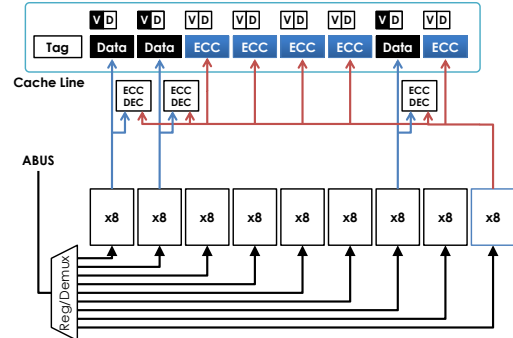 V D V D V D V D V D V D V D V D
Tag Data Data ECC ECC ECC ECC Data ECC
Cache Line
ECC DEC
ECC DEC
ECC DEC
ABUS
x8 x8 x8 x8 x8 x8 x8 x8 x8
Reg/Demux